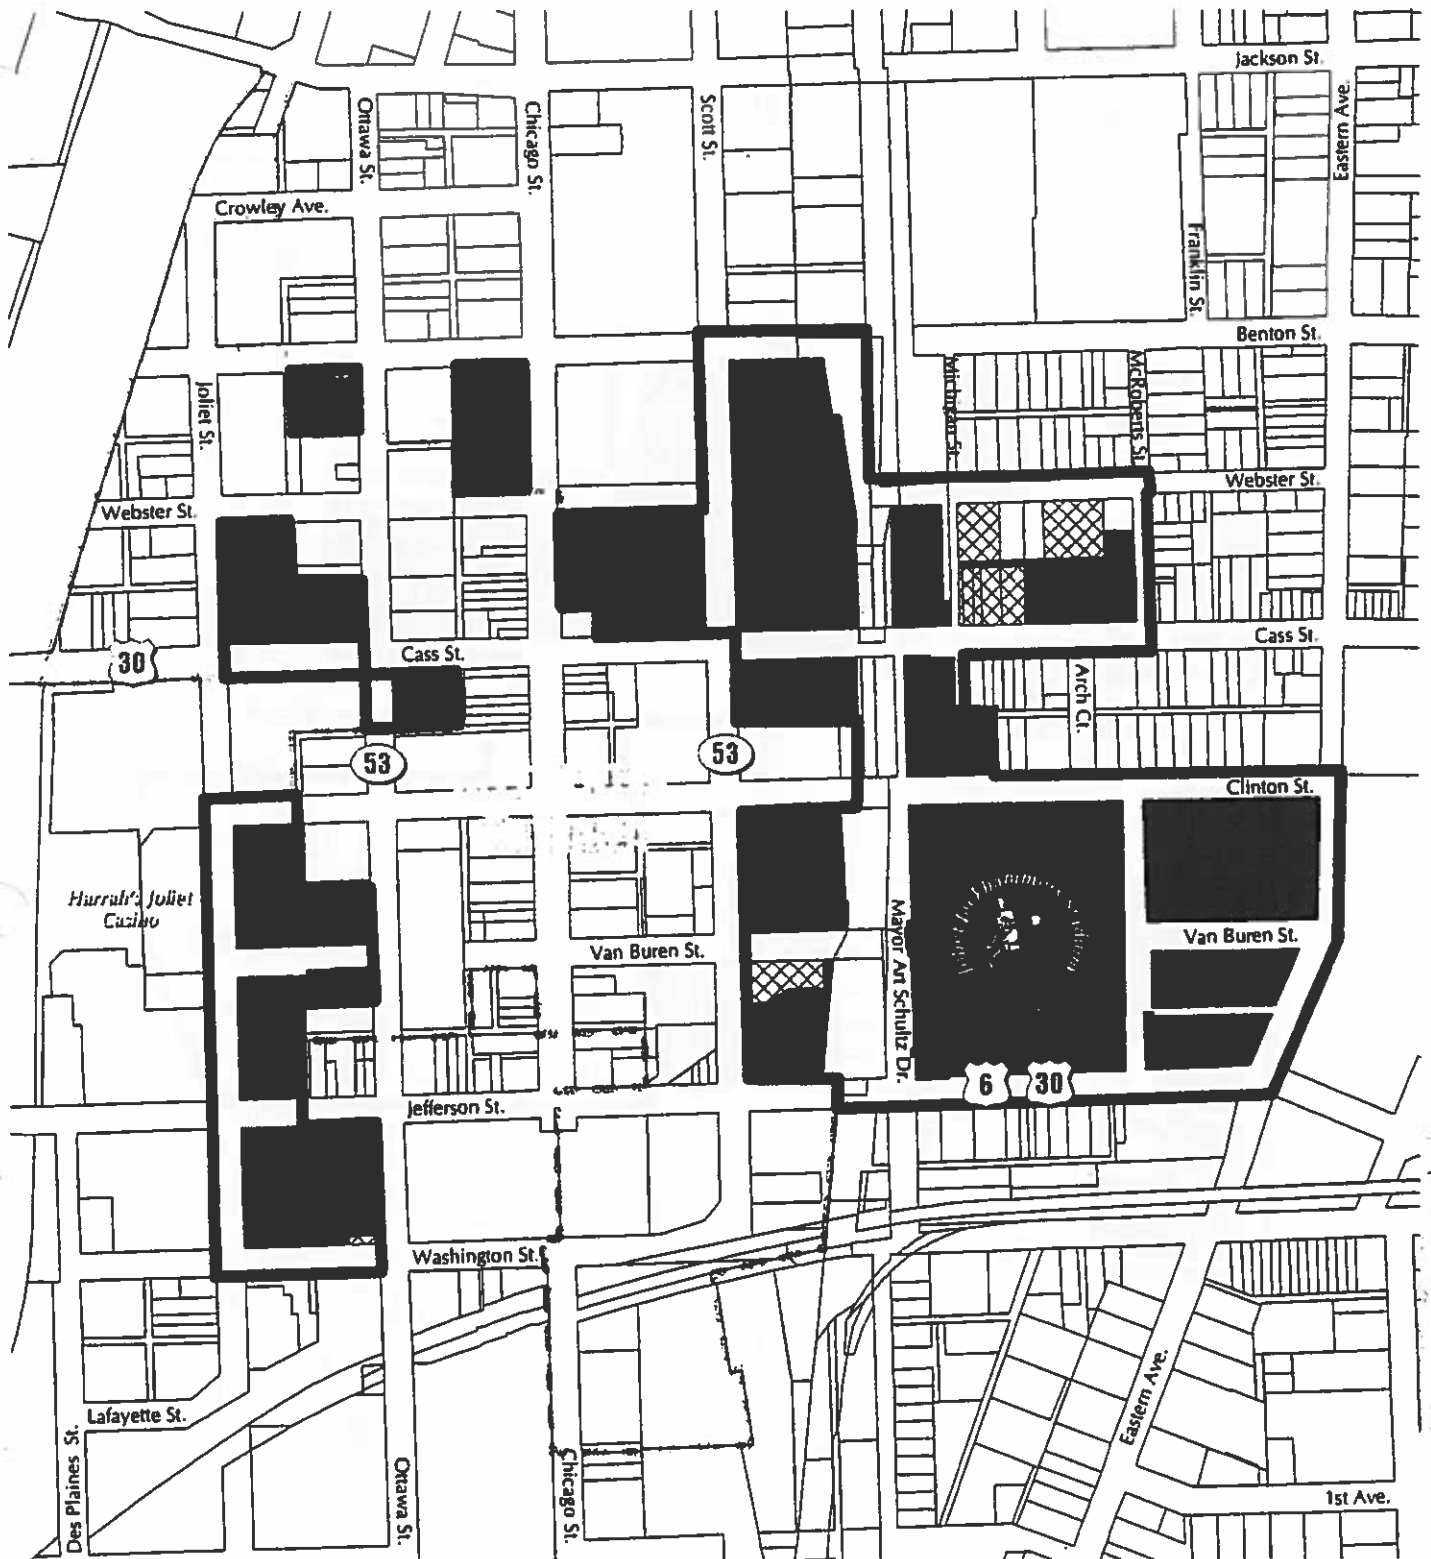 Jackson St.
Ottawa St.
Chicago St.
Scott St.
Eastern Ave.
Crowley Ave.
Franklin St.
Benton St.
Joliet St.
Michigan St.
McRoberts St.
Webster St.
Webster St.
Cass St.
30
Cass St.
Arch Ct.
53
53
Clinton St.
Harrah's Joliet
Casino
Van Buren St.
Van Buren St.
Mayor Art Schultz Dr.
6
30
Jefferson St.
Washington St.
Eastern Ave.
Lafayette St.
Des Plaines St.
Ottawa St.
Chicago St.
1st Ave.